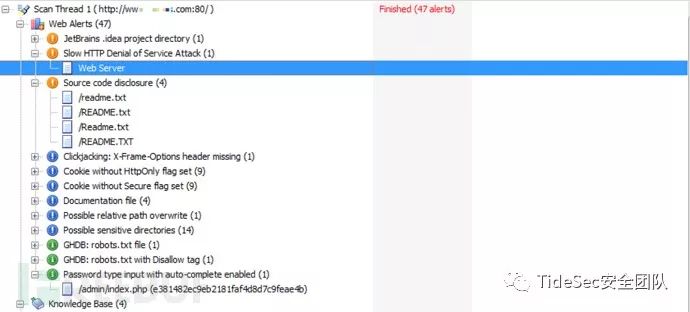 Scan Thread 1 ( http://ww .com:80/ ) Finished (47 alerts)
Web Alerts (47)
JetBrains .idea project directory (1)
Slow HTTP Denial of Service Attack (1)
Web Server
Source code disclosure (4)
/readme.txt
/README.txt
/Readme.txt
/README.TXT
Clickjacking: X-Frame-Options header missing (1)
Cookie without HttpOnly flag set (9)
Cookie without Secure flag set (9)
Documentation file (4)
Possible relative path overwrite (1)
Possible sensitive directories (14)
GHDB: robots.txt file (1)
GHDB: robots.txt with Disallow tag (1)
Password type input with auto-complete enabled (1)
/admin/index.php (e381482ec9eb2181faf4d8d7c9feae4b)
Knowledge Base (4)
TideSec安全团队